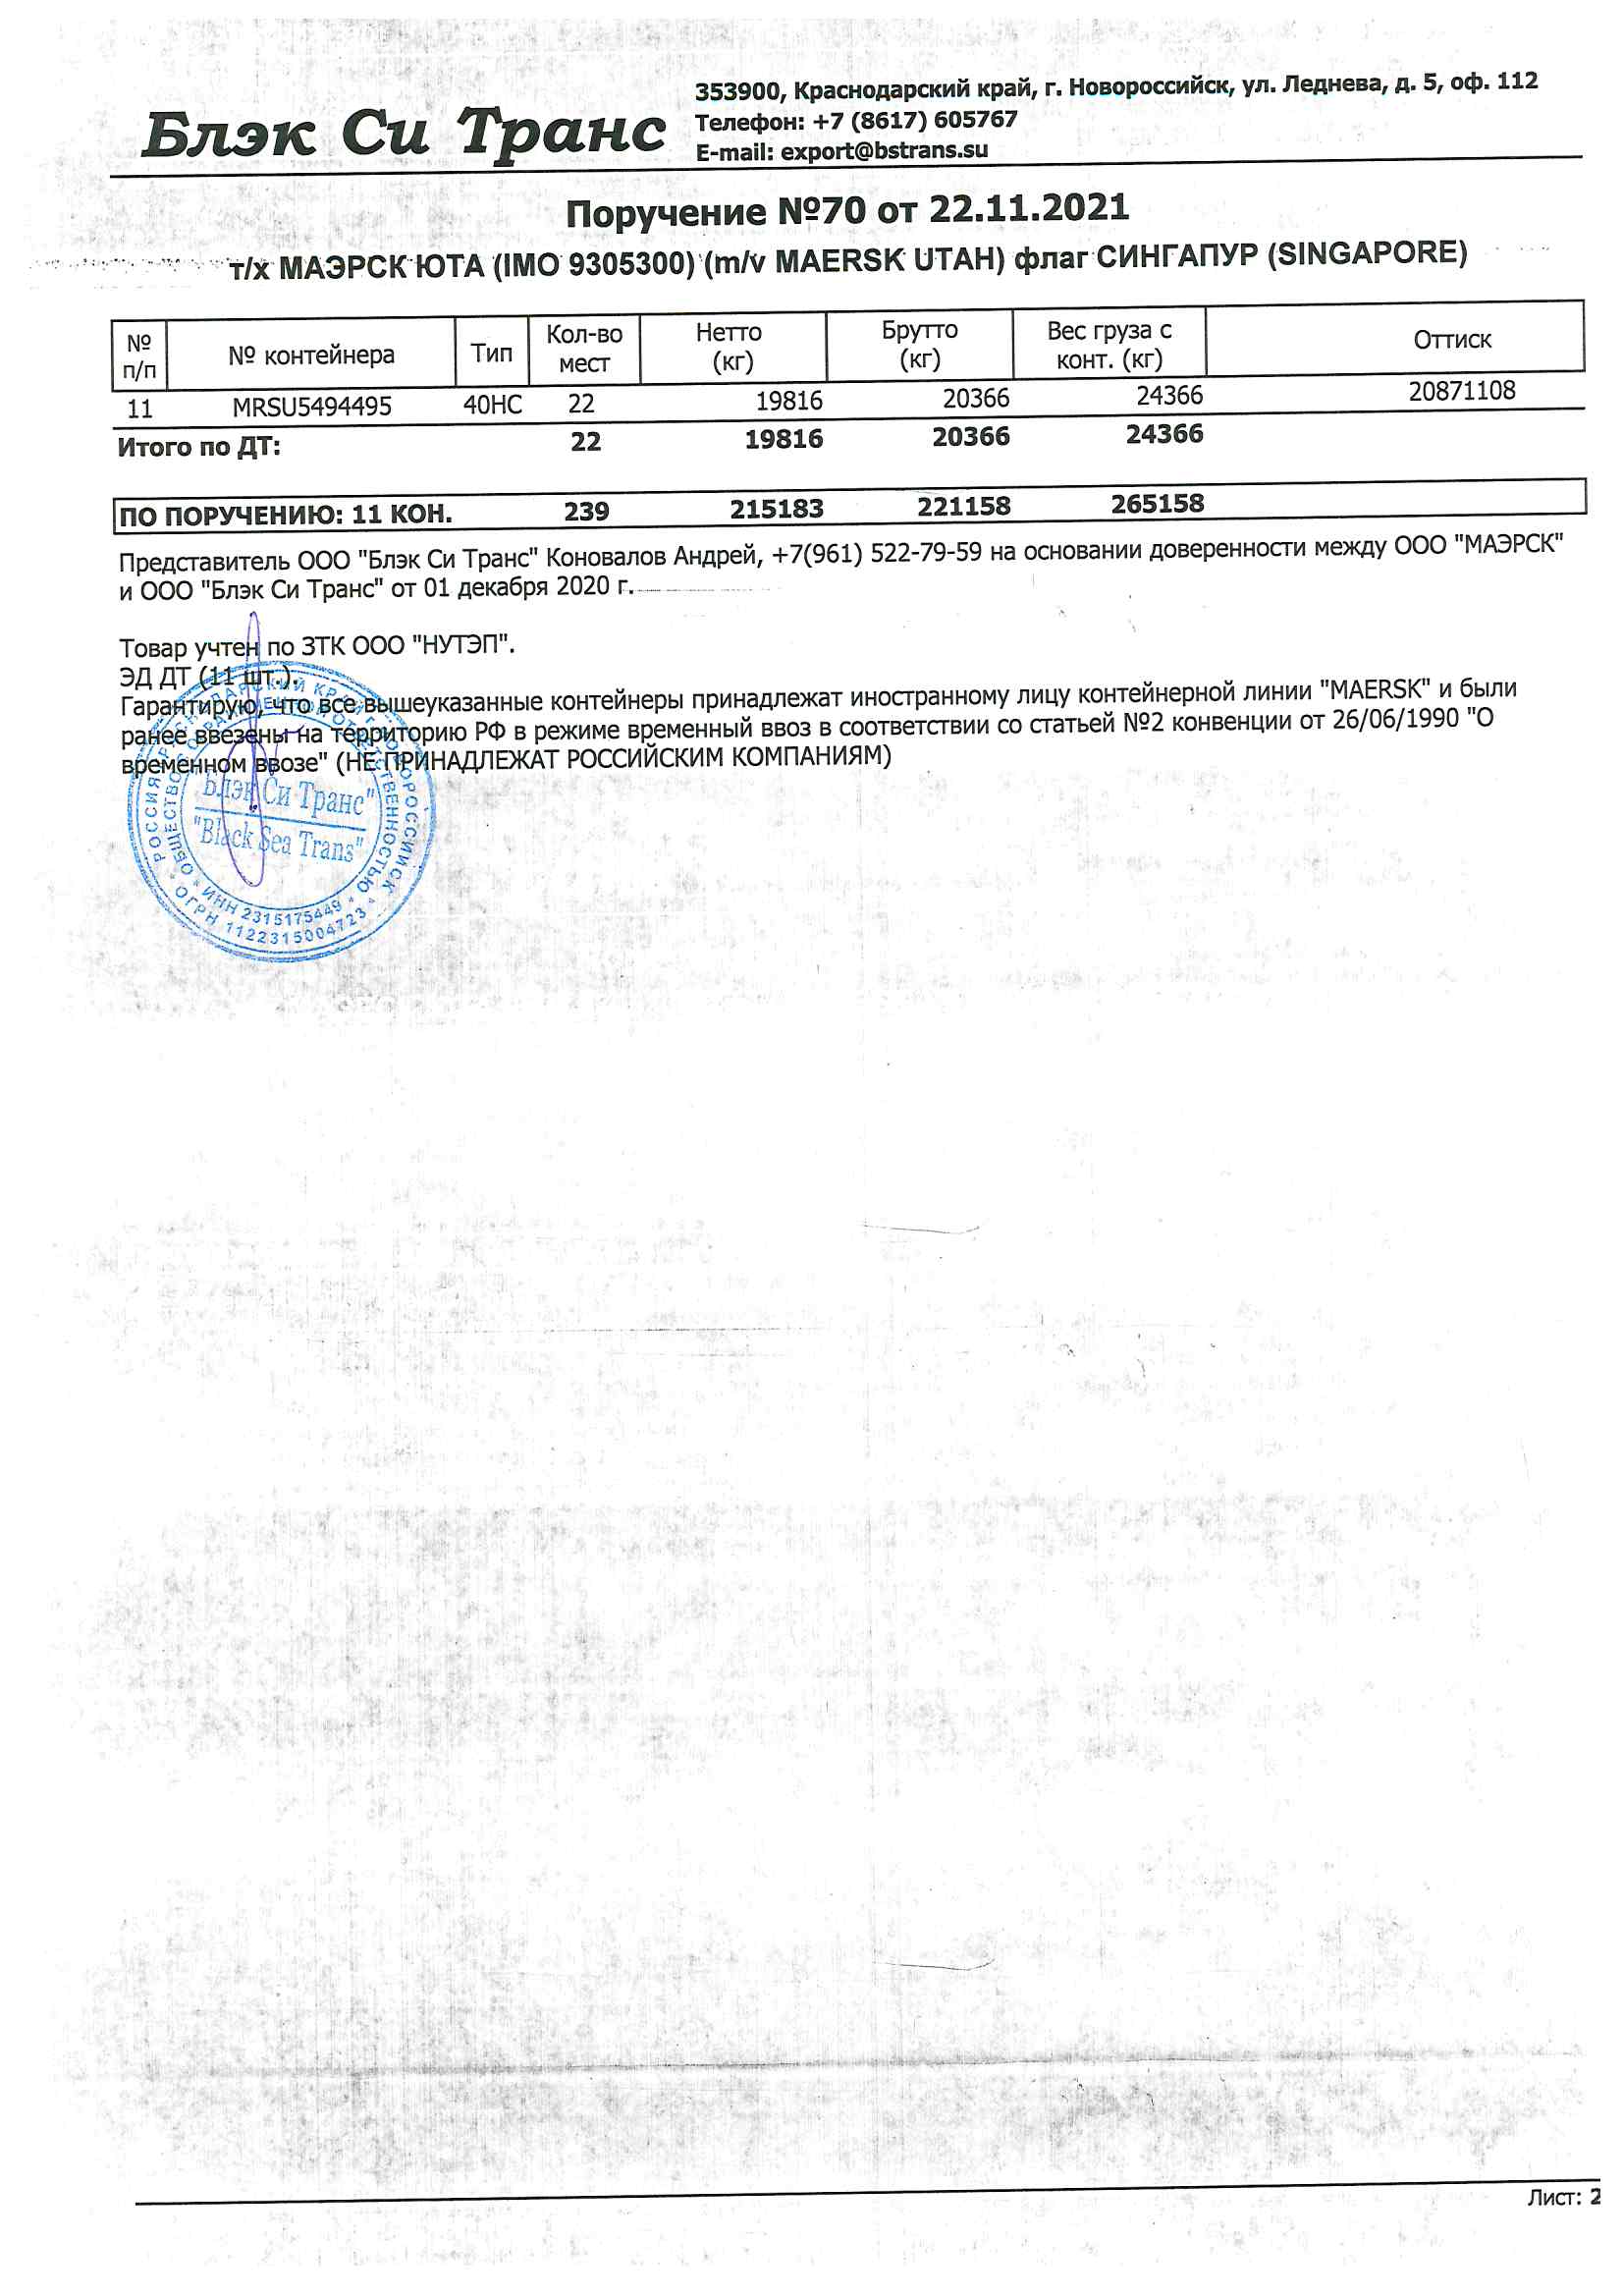 Блэк Си Транс
353900, Краснодарский край, г. Новороссийск, ул. Леднева, д. 5, оф. 112
Телефон: +7 (8617) 605767
E-mail: export@bstrans.su
Поручение №70 от 22.11.2021
т/х МАЭРСК ЮТА (IMO 9305300) (m/v MAERSK UTAH) флаг СИНГАПУР (SINGAPORE)
№ п/п № контейнера Тип Кол-во мест Нетто (кг) Брутто (кг) Вес груза с конт. (кг) Оттиск
11 MRSU5494495 40HC 22 19816 20366 24366 20871108
Итого по ДТ: 22 19816 20366 24366
ПО ПОРУЧЕНИЮ: 11 КОН. 239 215183 221158 265158
Представитель ООО "Блэк Си Транс" Коновалов Андрей, +7(961) 522-79-59 на основании доверенности между ООО "МАЭРСК"
и ООО "Блэк Си Транс" от 01 декабря 2020 г.
Товар учтен по ЗТК ООО "НУТЭП".
ЭД ДТ (11 шт.).
Гарантирую, что все вышеуказанные контейнеры принадлежат иностранному лицу контейнерной линии "MAERSK" и были
ранее ввезены на территорию РФ в режиме временный ввоз в соответствии со статьей №2 конвенции от 26/06/1990 "О
временном ввозе" (НЕ ПРИНАДЛЕЖАТ РОССИЙСКИМ КОМПАНИЯМ)
"Блэк Си Транс"
"Black Sea Trans"
ИНН 2315175449
ОГРН 1122315004723
Лист: 2